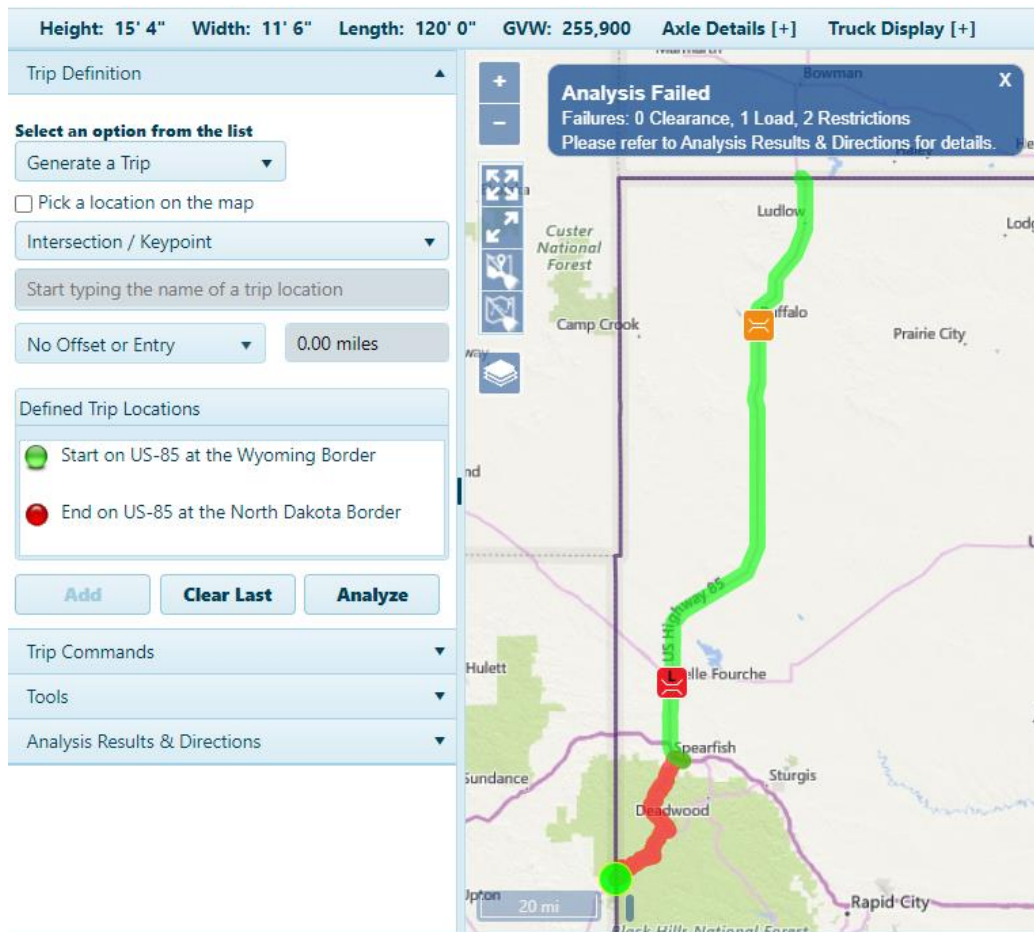 Height: 15' 4" Width: 11' 6" Length: 120' 0" GVW: 255,900 Axle Details [+] Truck Display [+]
Trip Definition
Select an option from the list
Generate a Trip
Pick a location on the map
Intersection / Keypoint
Start typing the name of a trip location
No Offset or Entry
0.00 miles
Defined Trip Locations
Start on US-85 at the Wyoming Border
End on US-85 at the North Dakota Border
Add
Clear Last
Analyze
Trip Commands
Tools
Analysis Results & Directions
+
−
Bowman
X
Analysis Failed
Failures: 0 Clearance, 1 Load, 2 Restrictions
Please refer to Analysis Results & Directions for details.
Ludlow
Custer
National
Forest
Camp Crook
Prairie City
US Highway 85
L
elle Fourche
Hulett
Spearfish
Sundance
Sturgis
Deadwood
Upton
20 mi
Rapid City
Black Hills National Forest